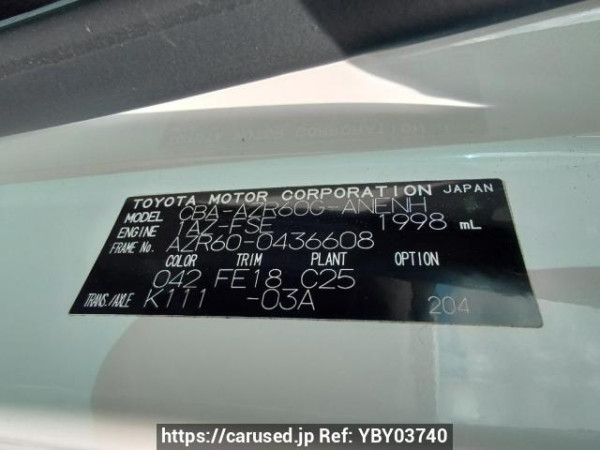 TOYOTA MOTOR CORPORATION JAPAN
MODEL CBA-AZR60G-ANENH
ENGINE 1AZ-FSE 1998 mL
FRAME No. AZR60-0436608
COLOR TRIM PLANT OPTION
042 FE18 C25
TRANS./AXLE K111 -03A 204
https://carused.jp Ref: YBY03740